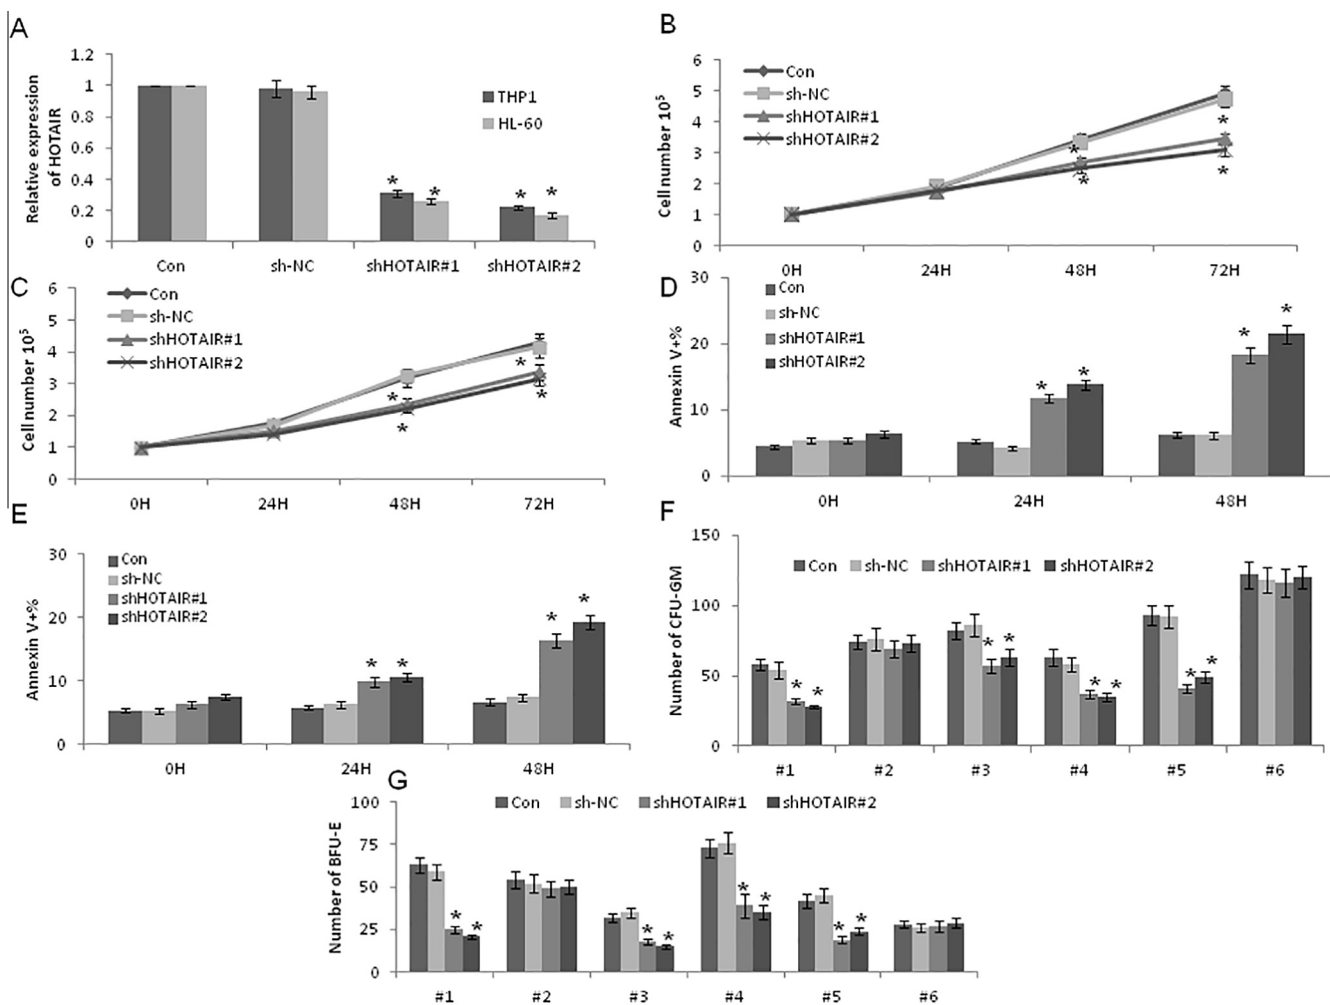 A
Relative expression
of HOTAIR
1.2
1
0.8
0.6
0.4
0.2
0
THP1
HL-60
*
*
*
*
Con
sh-NC
shHOTAIR#1
shHOTAIR#2
B
Cell number 10⁵
6
5
4
3
2
1
0
Con
sh-NC
shHOTAIR#1
shHOTAIR#2
*
*
*
*
0H
24H
48H
72H
C
Cell number 10⁵
6
5
4
3
2
1
0
Con
sh-NC
shHOTAIR#1
shHOTAIR#2
*
*
*
*
0H
24H
48H
72H
D
Annexin V+%
30
20
10
0
Con
sh-NC
shHOTAIR#1
shHOTAIR#2
*
*
*
*
0H
24H
48H
E
Annexin V+%
30
20
10
0
Con
sh-NC
shHOTAIR#1
shHOTAIR#2
*
*
*
*
0H
24H
48H
F
Number of CFU-GM
150
100
50
0
Con sh-NC shHOTAIR#1 shHOTAIR#2
* *
* *
* *
* *
#1 #2 #3 #4 #5 #6
G
Number of BFU-E
100
75
50
25
0
Con sh-NC shHOTAIR#1 shHOTAIR#2
* *
* *
* *
* *
#1 #2 #3 #4 #5 #6